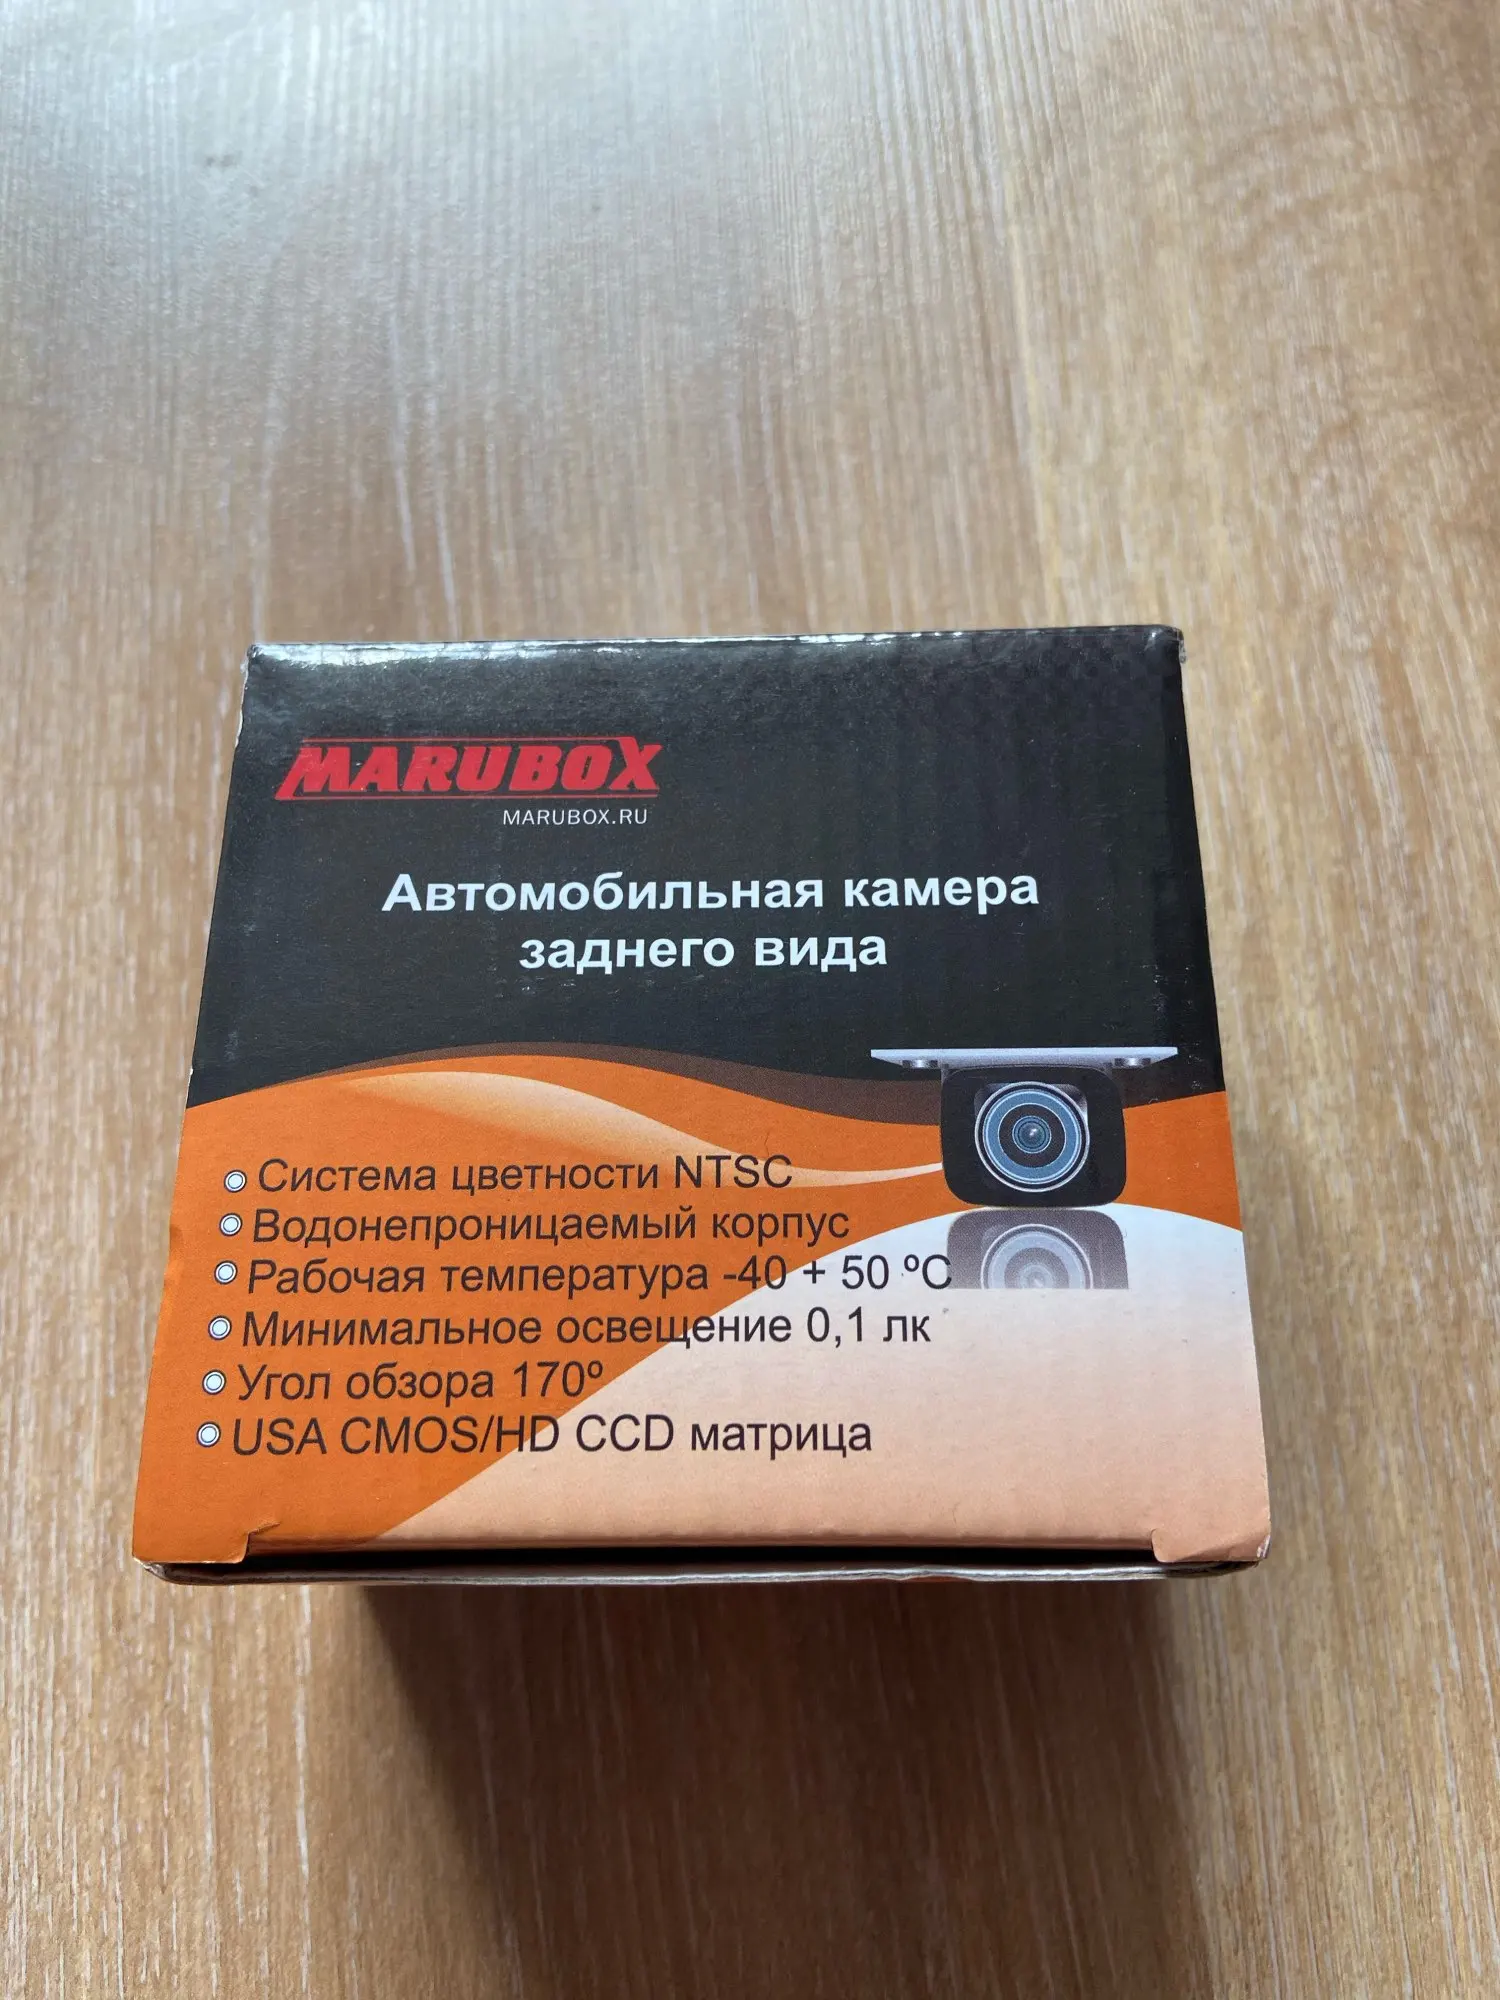 MARUBOX
MARUBOX.RU
Автомобильная камера
заднего вида
Система цветности NTSC
Водонепроницаемый корпус
Рабочая температура -40 + 50 ºC
Минимальное освещение 0,1 лк
Угол обзора 170º
USA CMOS/HD CCD матрица